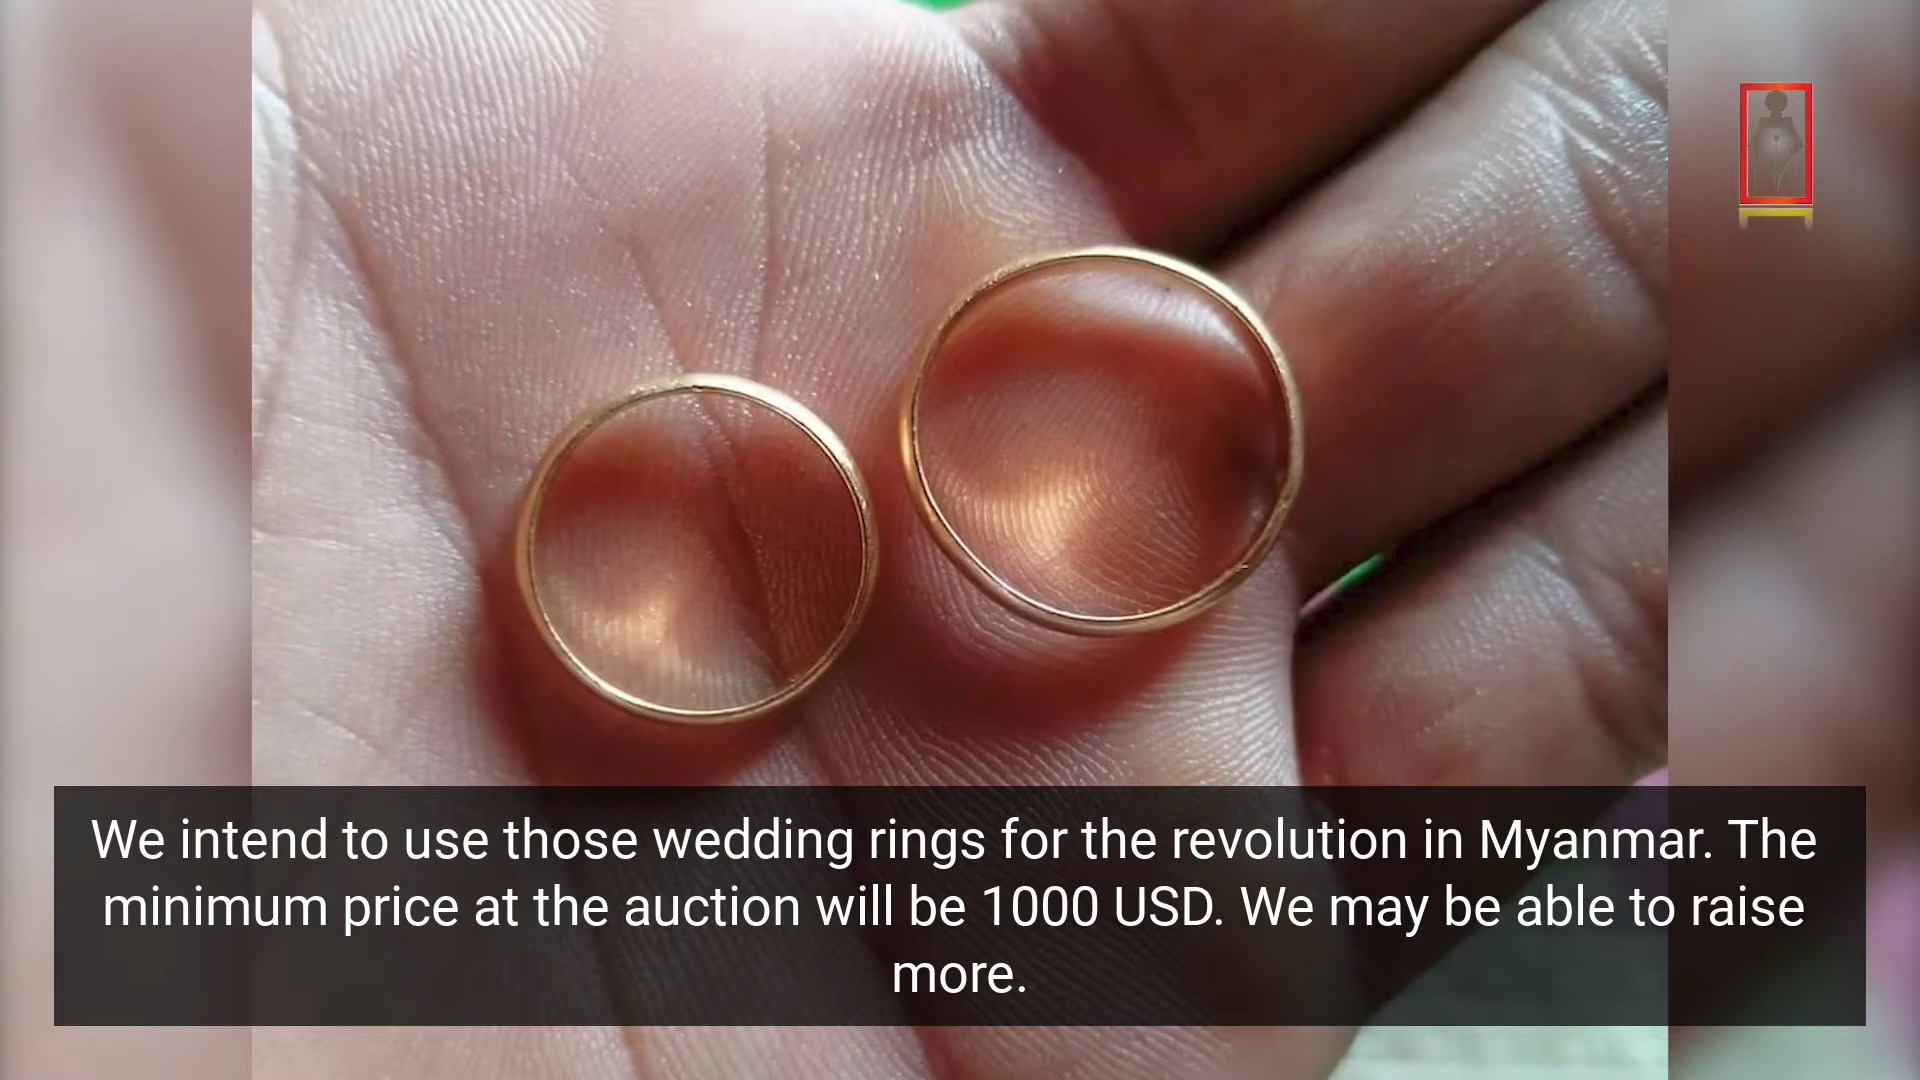 We intend to use those wedding rings for the revolution in Myanmar. The
minimum price at the auction will be 1000 USD. We may be able to raise
more.